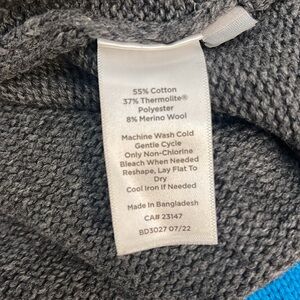 55% Cotton
37% Thermolite®
Polyester
8% Merino Wool
Machine Wash Cold
Gentle Cycle
Only Non-Chlorine
Bleach When Needed
Reshape, Lay Flat To
Dry
Cool Iron If Needed
Made in Bangladesh
CA# 23147
BD3027 07/22